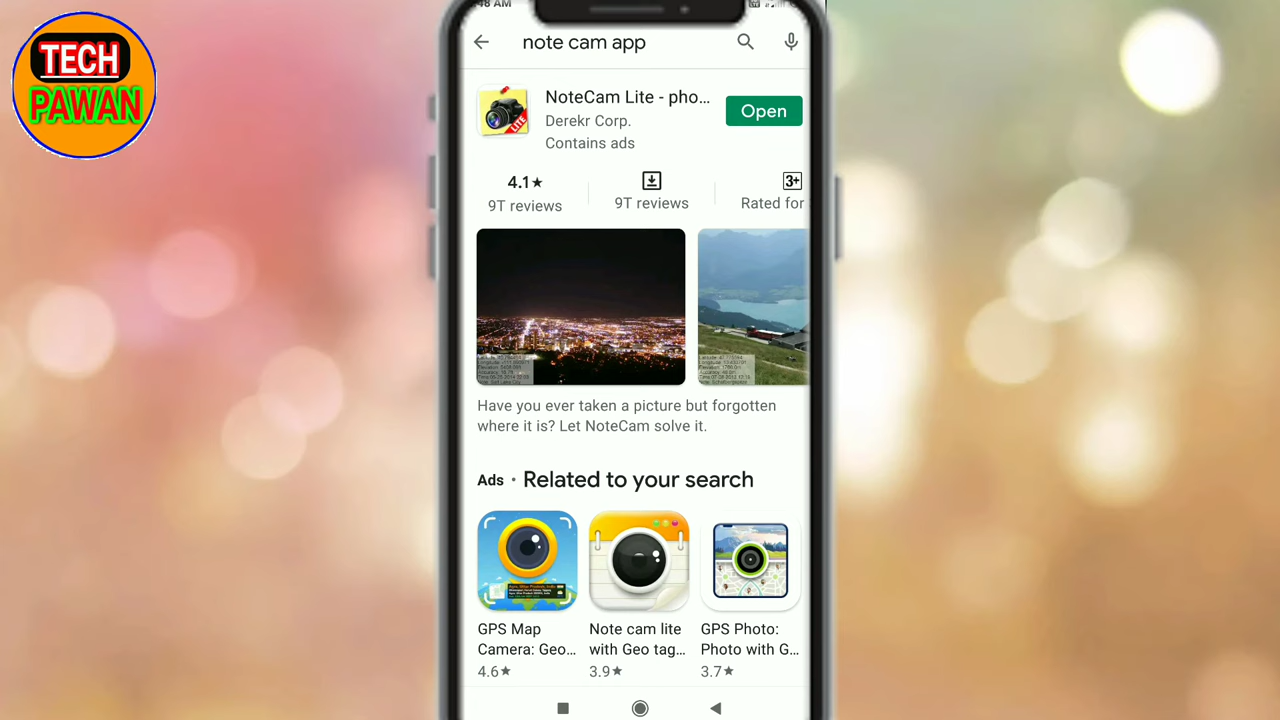 TECH
PAWAN
note cam app
NoteCam Lite - pho...
Open
Derekr Corp.
Contains ads
4.1★
3+
9T reviews
9T reviews
Rated for
LITE
Have you ever taken a picture but forgotten
where it is? Let NoteCam solve it.
Ads · Related to your search
GPS Map
Camera: Geo...
4.6★
Note cam lite
with Geo tag...
3.9★
GPS Photo:
Photo with G...
3.7★